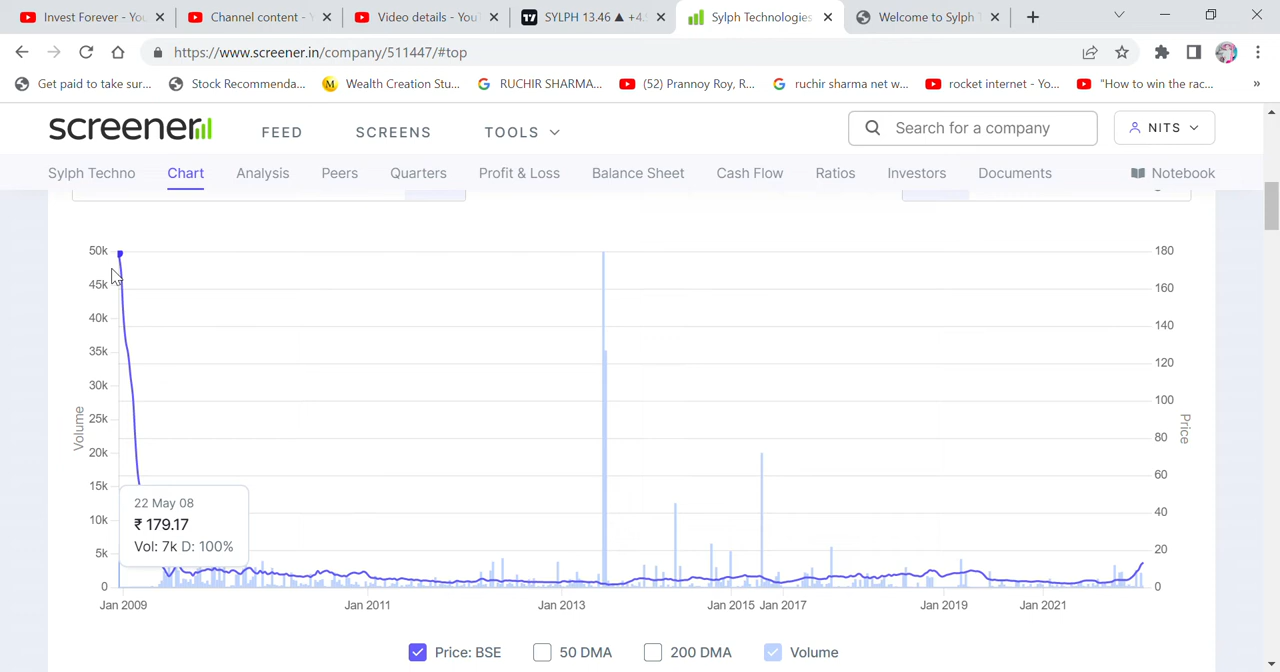 Invest Forever - You
Channel content - 
Video details - YouT
SYLPH 13.46 ▲ +4.
Sylph Technologies
Welcome to Sylph T
https://www.screener.in/company/511447/#top
Get paid to take sur...
Stock Recommenda...
Wealth Creation Stu...
RUCHIR SHARMA...
(52) Prannoy Roy, R...
ruchir sharma net w...
rocket internet - Yo...
"How to win the rac...
»
screener
FEED
SCREENS
TOOLS
Search for a company
NITS
Sylph Techno
Chart
Analysis
Peers
Quarters
Profit & Loss
Balance Sheet
Cash Flow
Ratios
Investors
Documents
Notebook
50k
45k
40k
35k
30k
25k
20k
15k
10k
5k
0
Volume
180
160
140
120
100
80
60
40
20
0
Price
22 May 08
₹ 179.17
Vol: 7k D: 100%
Jan 2009
Jan 2011
Jan 2013
Jan 2015
Jan 2017
Jan 2019
Jan 2021
Price: BSE
50 DMA
200 DMA
Volume